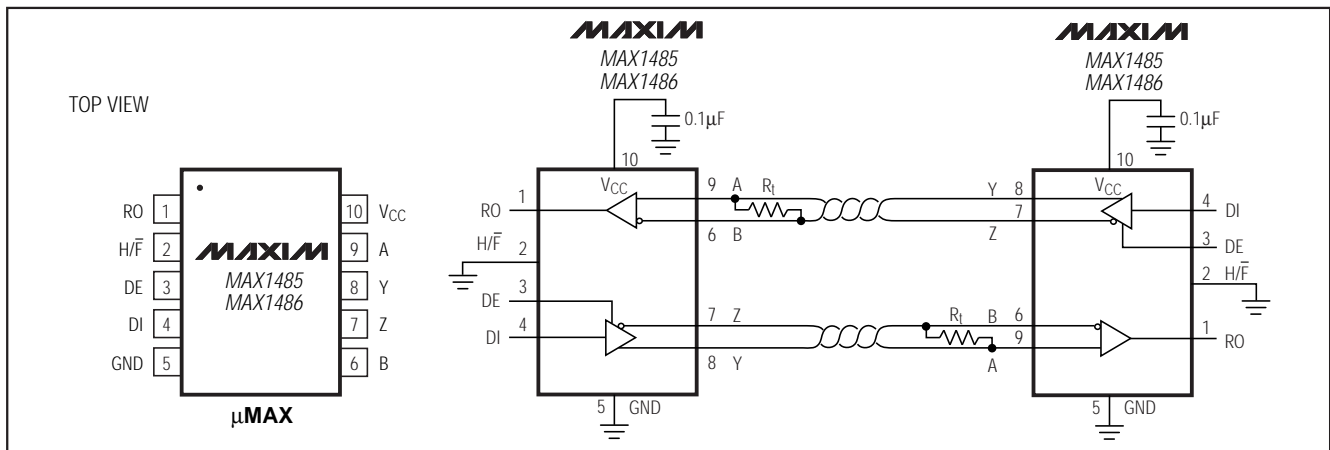 TOP VIEW
RO 1
H/F̅ 2
DE 3
DI 4
GND 5
10 VCC
9 A
8 Y
7 Z
6 B
MAXIM
MAX1485
MAX1486
µMAX
MAXIM
MAX1485
MAX1486
0.1µF
10
VCC
1
RO
H/F̅
2
3
DE
4
DI
5 GND
9 A Rt
6 B
7 Z
8 Y
MAXIM
MAX1485
MAX1486
0.1µF
10
VCC
Y 8
7
Z
4
DI
3
DE
2 H/F̅
Rt B 6
9
A
1
RO
5 GND